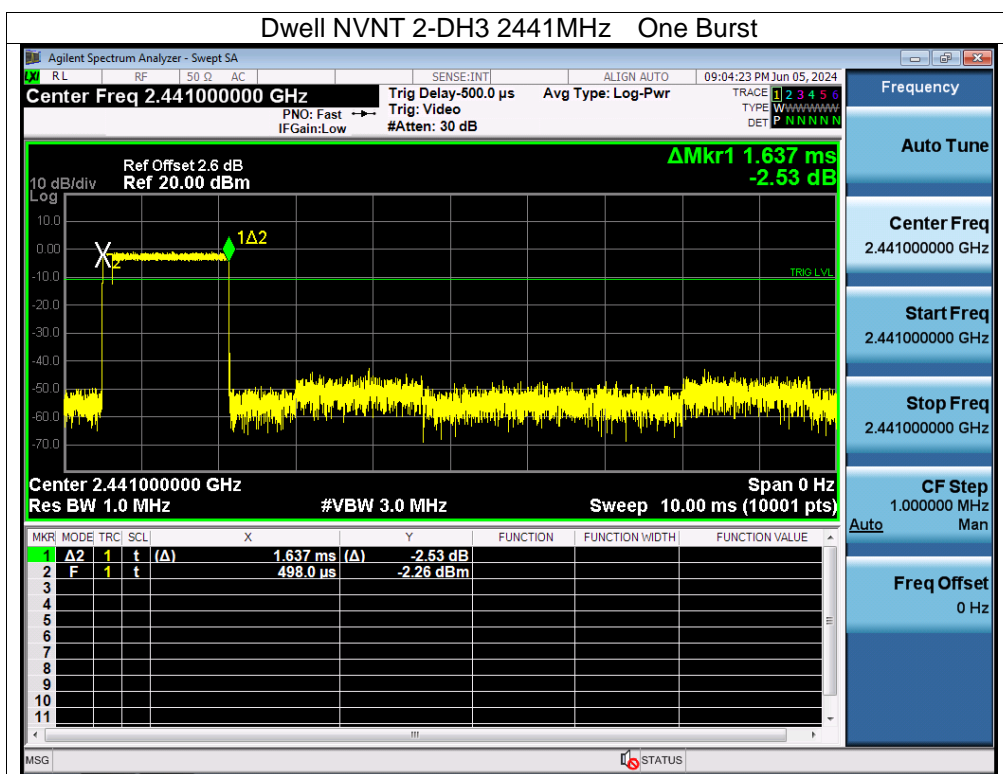 Dwell NVNT 2-DH3 2441MHz One Burst
Agilent Spectrum Analyzer - Swept SA
LXI RL RF 50 Ω AC SENSE:INT ALIGN AUTO 09:04:23 PM Jun 05, 2024
Center Freq 2.441000000 GHz Trig Delay-500.0 µs Avg Type: Log-Pwr TRACE 1 2 3 4 5 6
PNO: Fast Trig: Video TYPE WWWWWW
IFGain:Low #Atten: 30 dB DET P N N N N N
ΔMkr1 1.637 ms
-2.53 dB
Ref Offset 2.6 dB
10 dB/div Ref 20.00 dBm
Log
10.0
0.00
-10.0
-20.0
-30.0
-40.0
-50.0
-60.0
-70.0
1Δ2
2
TRIG LVL
Center 2.441000000 GHz Span 0 Hz
Res BW 1.0 MHz #VBW 3.0 MHz Sweep 10.00 ms (10001 pts)
MKR MODE TRC SCL X Y FUNCTION FUNCTION WIDTH FUNCTION VALUE
1 Δ2 1 t (Δ) 1.637 ms (Δ) -2.53 dB
2 F 1 t 498.0 µs -2.26 dBm
3
4
5
6
7
8
9
10
11
MSG STATUS
Frequency
Auto Tune
Center Freq
2.441000000 GHz
Start Freq
2.441000000 GHz
Stop Freq
2.441000000 GHz
CF Step
1.000000 MHz
Auto Man
Freq Offset
0 Hz